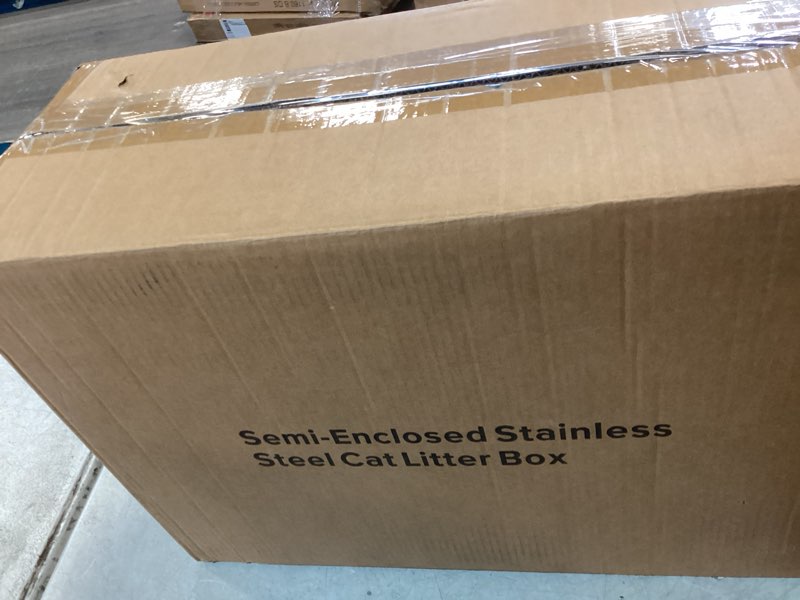 Semi-Enclosed Stainless
Steel Cat Litter Box